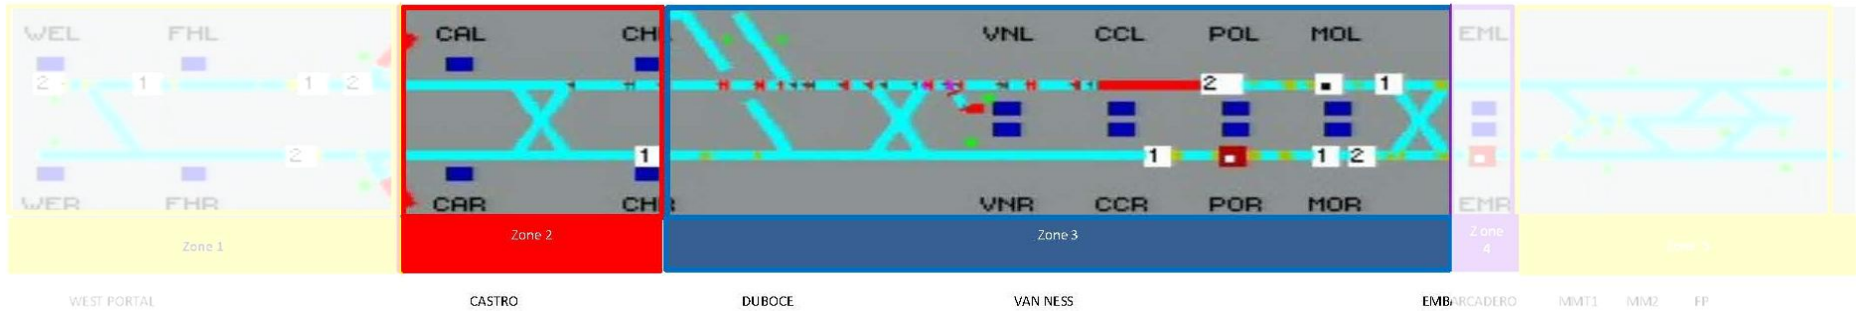 WEL FHL CAL CH VNL CCL POL MOL EML
2 1 1 2 2 1
2 1 1 1 2
WER FHR CAR CH VNR CCR POR MOR EMR
Zone 1 Zone 2 Zone 3 Zone 4
WEST PORTAL CASTRO DUBOCE VAN NESS EMBARCADERO MMT1 MM2 FP